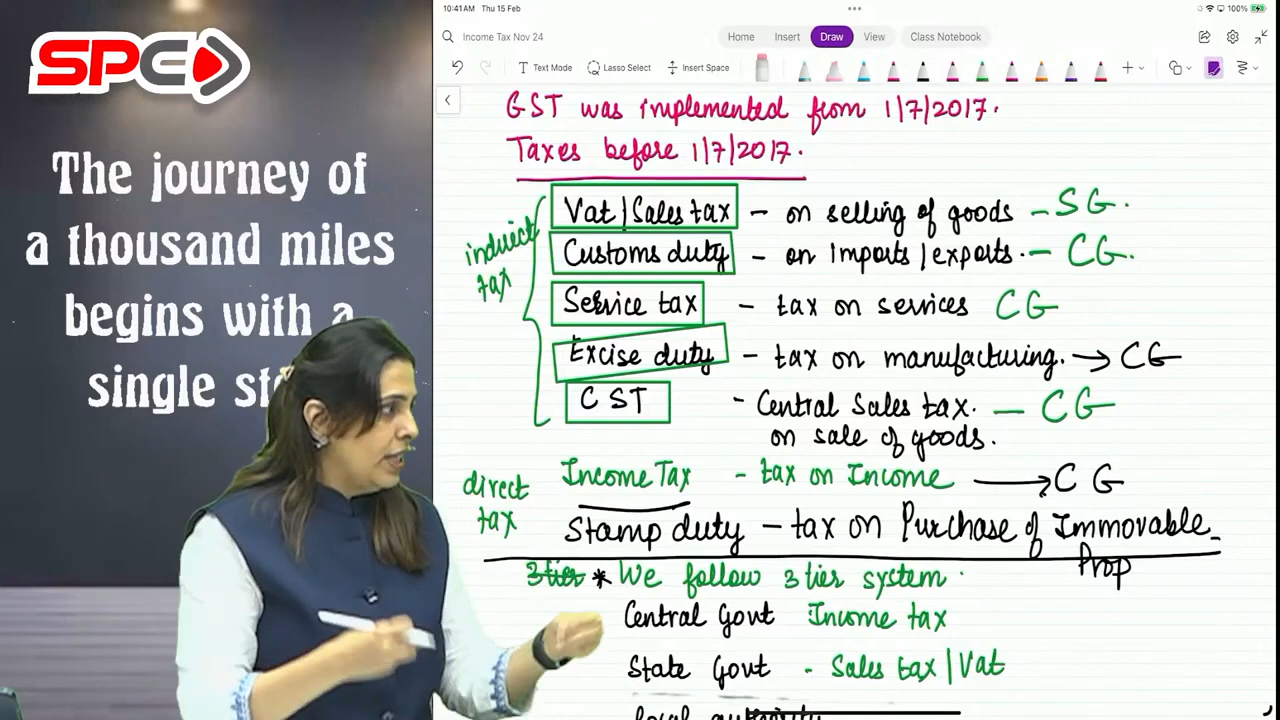 10:41 AM Thu 15 Feb
100%
SPC
Income Tax Nov 24
Home Insert Draw View Class Notebook
Text Mode Lasso Select Insert Space
The journey of
a thousand miles
begins with a
single st
GST was implemented from 1/7/2017.
Taxes before 1/7/2017.
indirect
tax
Vat/Sales tax - on selling of goods - SG.
Customs duty - on imports/exports. - CG.
Service tax - tax on services CG
Excise duty - tax on manufacturing. → CG
CST - Central Sales tax. - CG
on sale of goods.
direct
tax
Income Tax - tax on Income → CG
Stamp duty - tax on Purchase of Immovable
Prop
3 tier * We follow 3 tier system.
Central Govt Income tax
State Govt - Sales tax/Vat
local authority